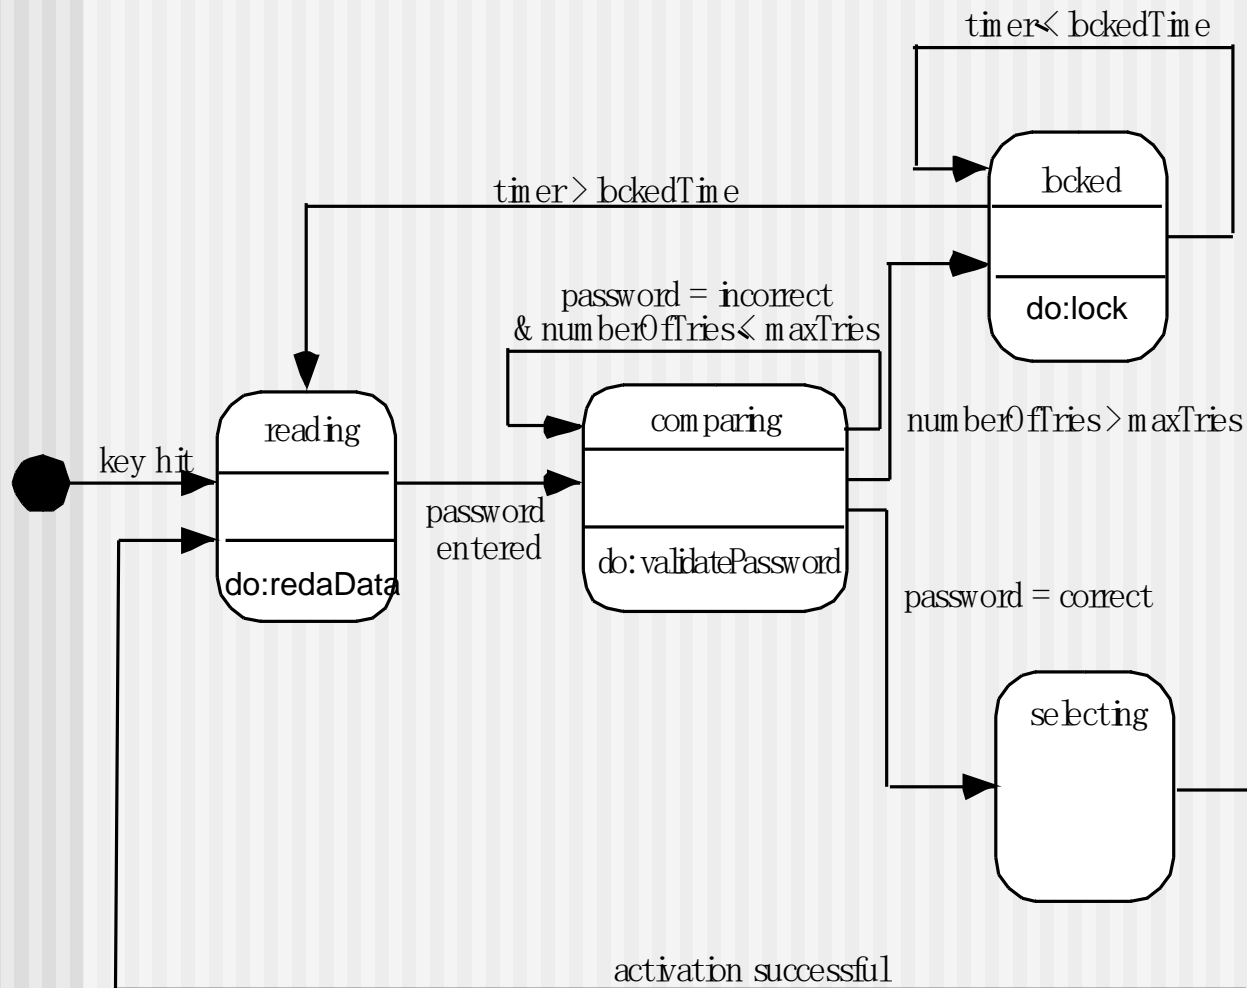 timer< lockedTime
locked
timer > lockedTime
do:lock
password = incorrect
& numberOfTries < maxTries
comparing
numberOfTries > maxTries
reading
key hit
password
entered
do: validatePassword
do:redaData
password = correct
selecting
activation successful